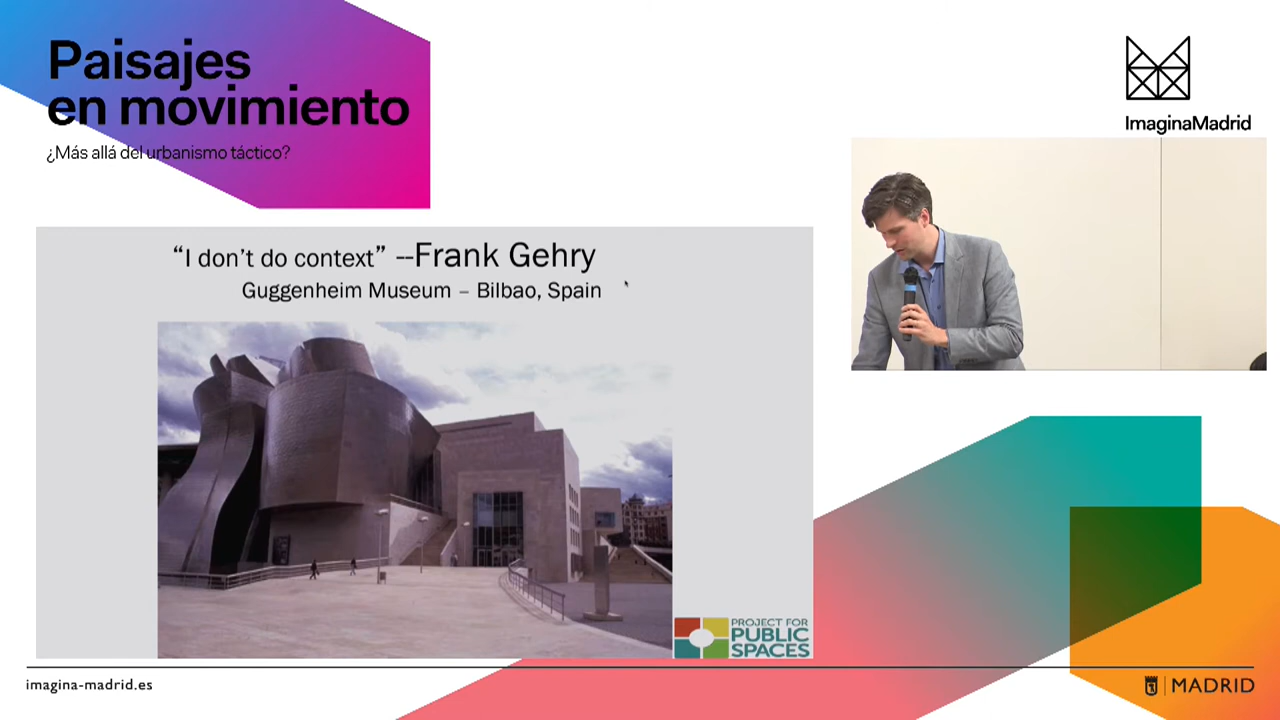 Paisajes
en movimiento
¿Más allá del urbanismo táctico?
ImaginaMadrid
“I don’t do context” --Frank Gehry
Guggenheim Museum – Bilbao, Spain
PROJECT FOR
PUBLIC
SPACES
imagina-madrid.es
MADRID